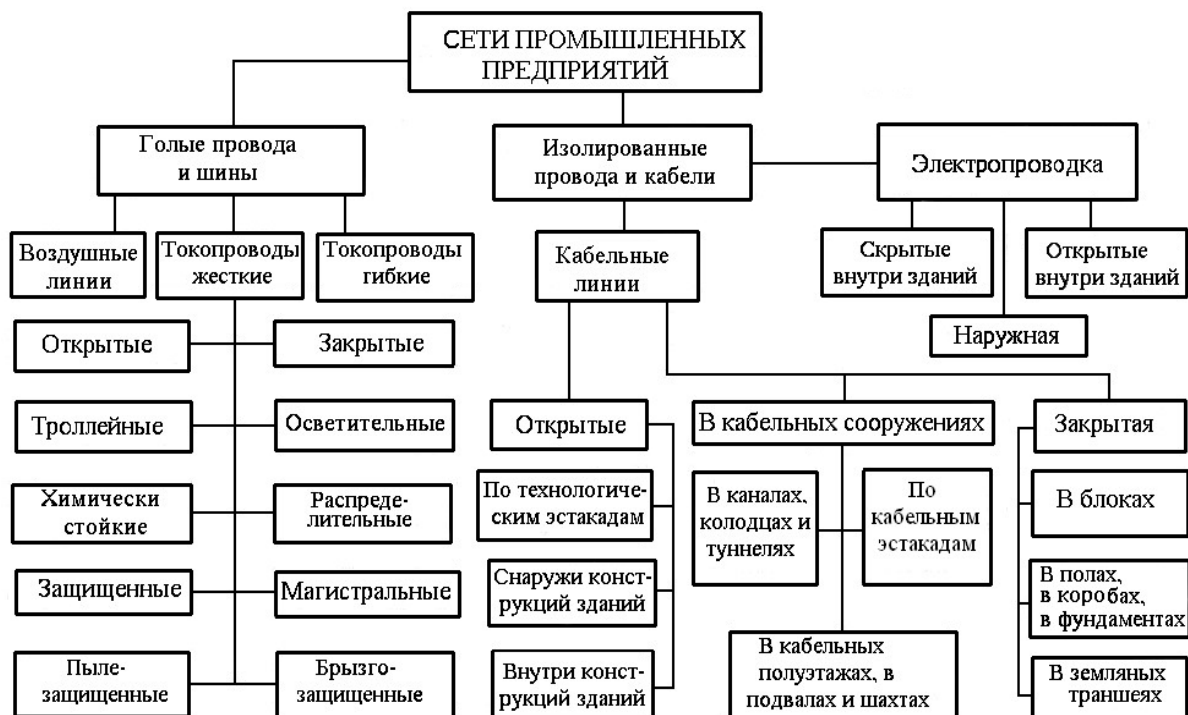 СЕТИ ПРОМЫШЛЕННЫХ
ПРЕДПРИЯТИЙ
Голые провода
и шины
Изолированные
провода и кабели
Электропроводка
Воздушные
линии
Токопроводы
жесткие
Токопроводы
гибкие
Кабельные
линии
Скрытые
внутри зданий
Открытые
внутри зданий
Наружная
Открытые
Закрытые
Троллейные
Осветительные
Химически
стойкие
Распреде-
лительные
Защищенные
Магистральные
Пыле-
защищенные
Брызго-
защищенные
Открытые
По технологиче-
ским эстакадам
Снаружи конст-
рукций зданий
Внутри конст-
рукций зданий
В кабельных сооружениях
В каналах,
колодцах и
туннелях
По
кабельным
эстакадам
В кабельных
полуэтажах, в
подвалах и шахтах
Закрытая
В блоках
В полах,
в коробах,
в фундаментах
В земляных
траншеях